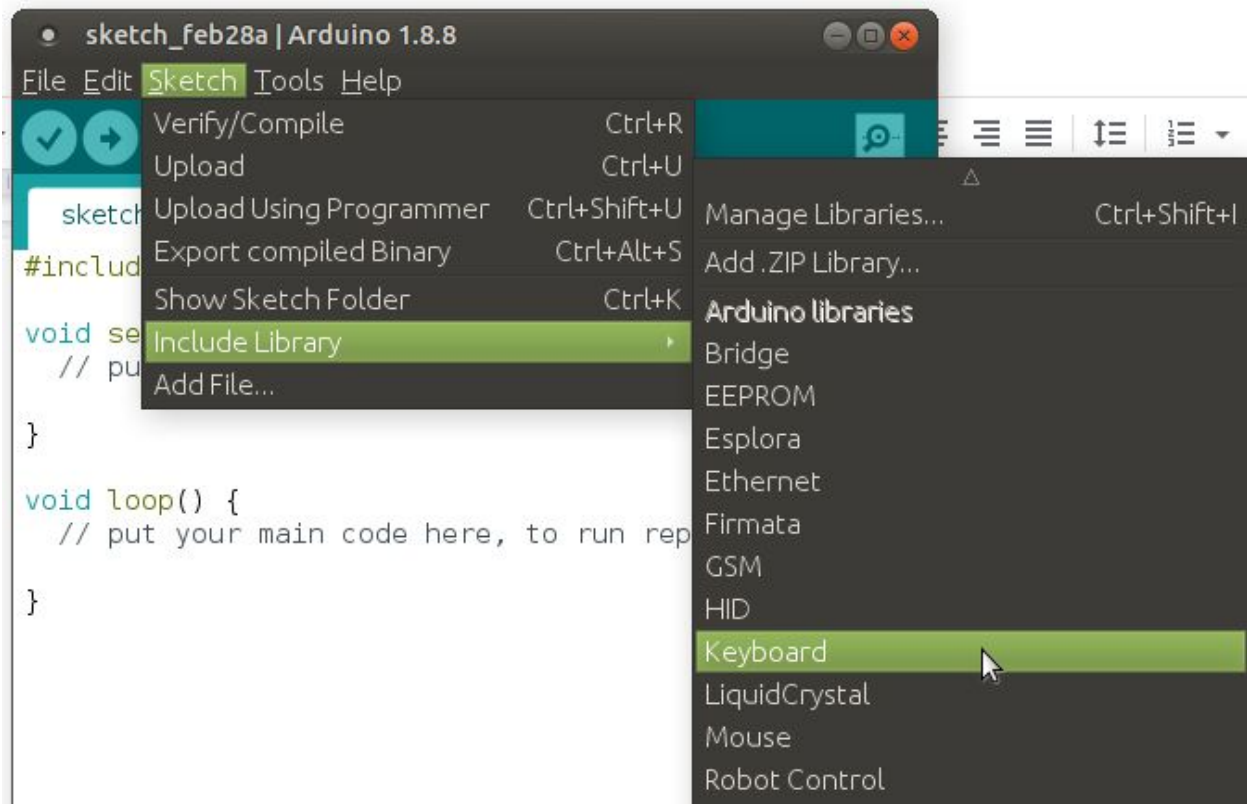 sketch_feb28a | Arduino 1.8.8
File Edit Sketch Tools Help
Verify/Compile Ctrl+R
Upload Ctrl+U
Upload Using Programmer Ctrl+Shift+U
Export compiled Binary Ctrl+Alt+S
Show Sketch Folder Ctrl+K
Include Library
Add File...
Manage Libraries... Ctrl+Shift+I
Add .ZIP Library...
Arduino libraries
Bridge
EEPROM
Esplora
Ethernet
Firmata
GSM
HID
Keyboard
LiquidCrystal
Mouse
Robot Control
sketch
#includ
void se
// pu
}
void loop() {
// put your main code here, to run rep
}